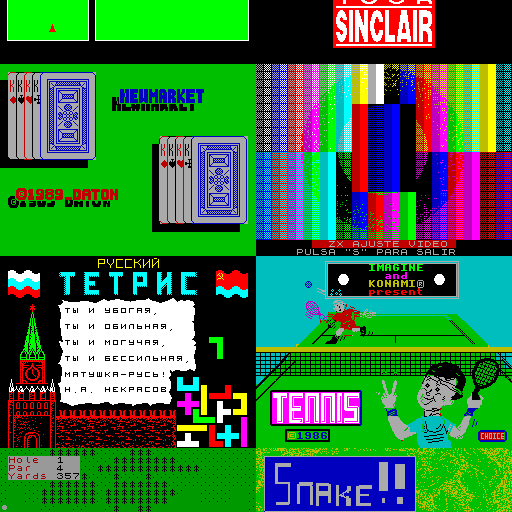 SINCLAIR
NEWMARKET
©1989 DATON
ZX AJUSTE VIDEO
PULSA "S" PARA SALIR
РУССКИЙ
ТЕТРИС
ТЫ И УБОГАЯ,
ТЫ И ОБИЛЬНАЯ,
ТЫ И МОГУЧАЯ,
ТЫ И БЕССИЛЬНАЯ,
МАТУШКА-РУСЬ!
Н.А. НЕКРАСОВ
IMAGINE
and
KONAMI®
present
TENNIS
©1986
CHOICE
Hole 1
Par 4
Yards 357
SNAKE!!